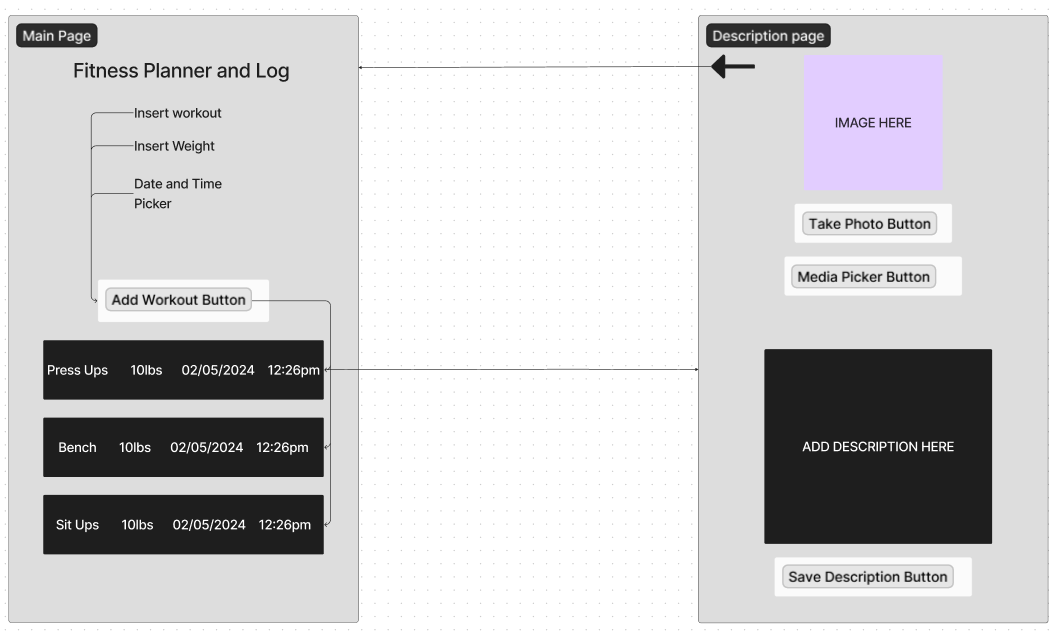 Main Page
Fitness Planner and Log
Insert workout
Insert Weight
Date and Time
Picker
Add Workout Button
Press Ups 10lbs 02/05/2024 12:26pm
Bench 10lbs 02/05/2024 12:26pm
Sit Ups 10lbs 02/05/2024 12:26pm
Description page
IMAGE HERE
Take Photo Button
Media Picker Button
ADD DESCRIPTION HERE
Save Description Button